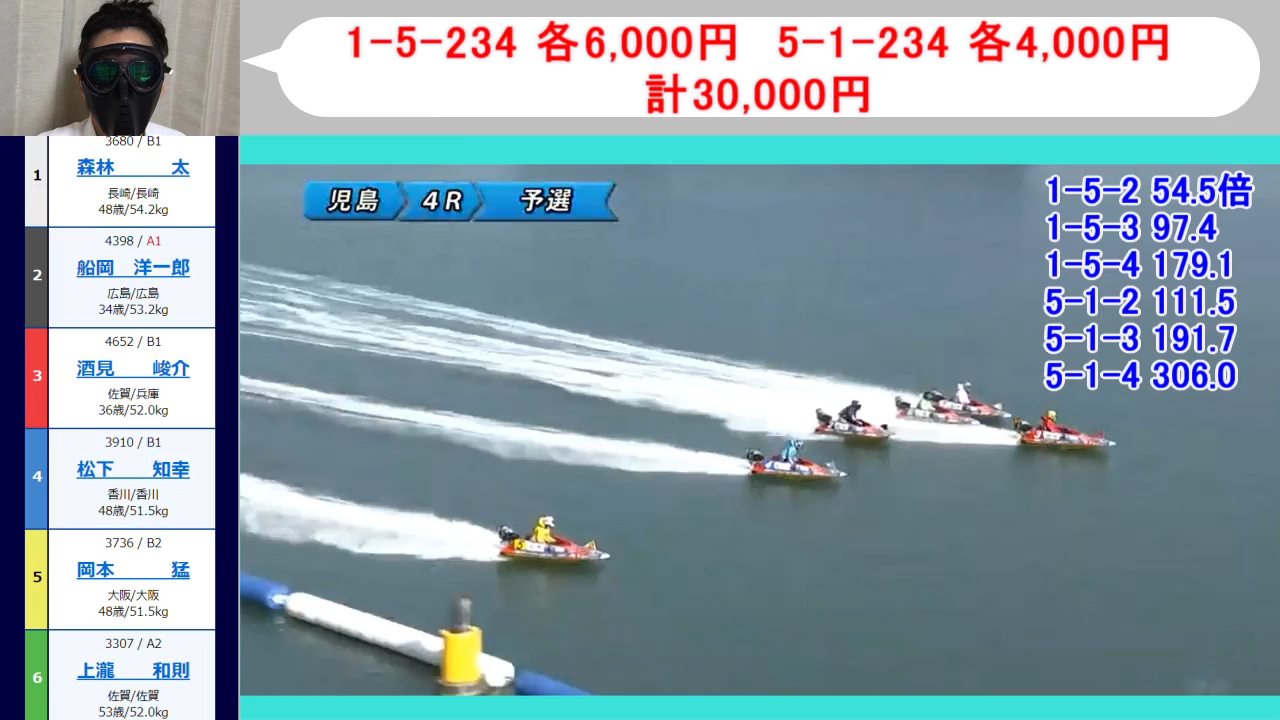 1-5-234 各6,000円 5-1-234 各4,000円
計30,000円
児島 4R 予選
1-5-2 54.5倍
1-5-3 97.4
1-5-4 179.1
5-1-2 111.5
5-1-3 191.7
5-1-4 306.0
1
3680 / B1
森林 太
長崎/長崎
48歳/54.2kg
2
4398 / A1
船岡 洋一郎
広島/広島
34歳/53.2kg
3
4652 / B1
酒見 峻介
佐賀/兵庫
36歳/52.0kg
4
3910 / B1
松下 知幸
香川/香川
48歳/51.5kg
5
3736 / B2
岡本 猛
大阪/大阪
48歳/51.5kg
6
3307 / A2
上瀧 和則
佐賀/佐賀
53歳/52.0kg